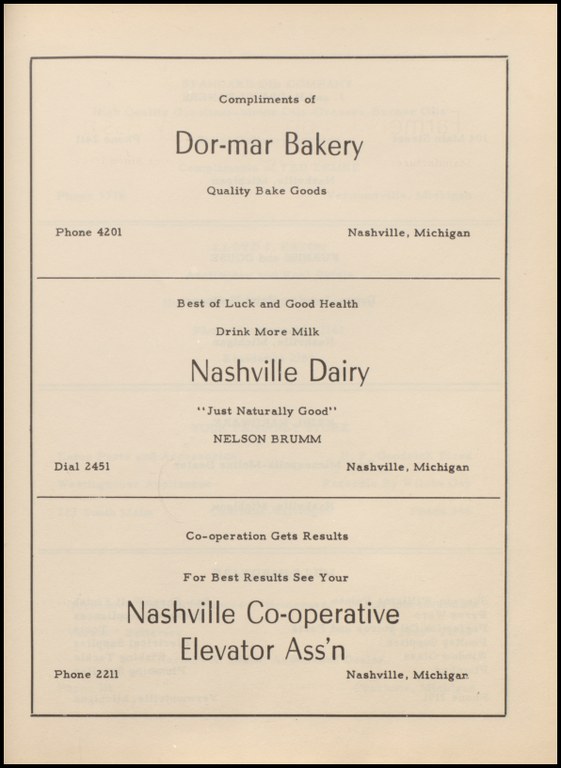 Compliments of
Dor-mar Bakery
Quality Bake Goods
Phone 4201 Nashville, Michigan
Best of Luck and Good Health
Drink More Milk
Nashville Dairy
"Just Naturally Good"
NELSON BRUMM
Dial 2451 Nashville, Michigan
Co-operation Gets Results
For Best Results See Your
Nashville Co-operative
Elevator Ass'n
Phone 2211 Nashville, Michigan